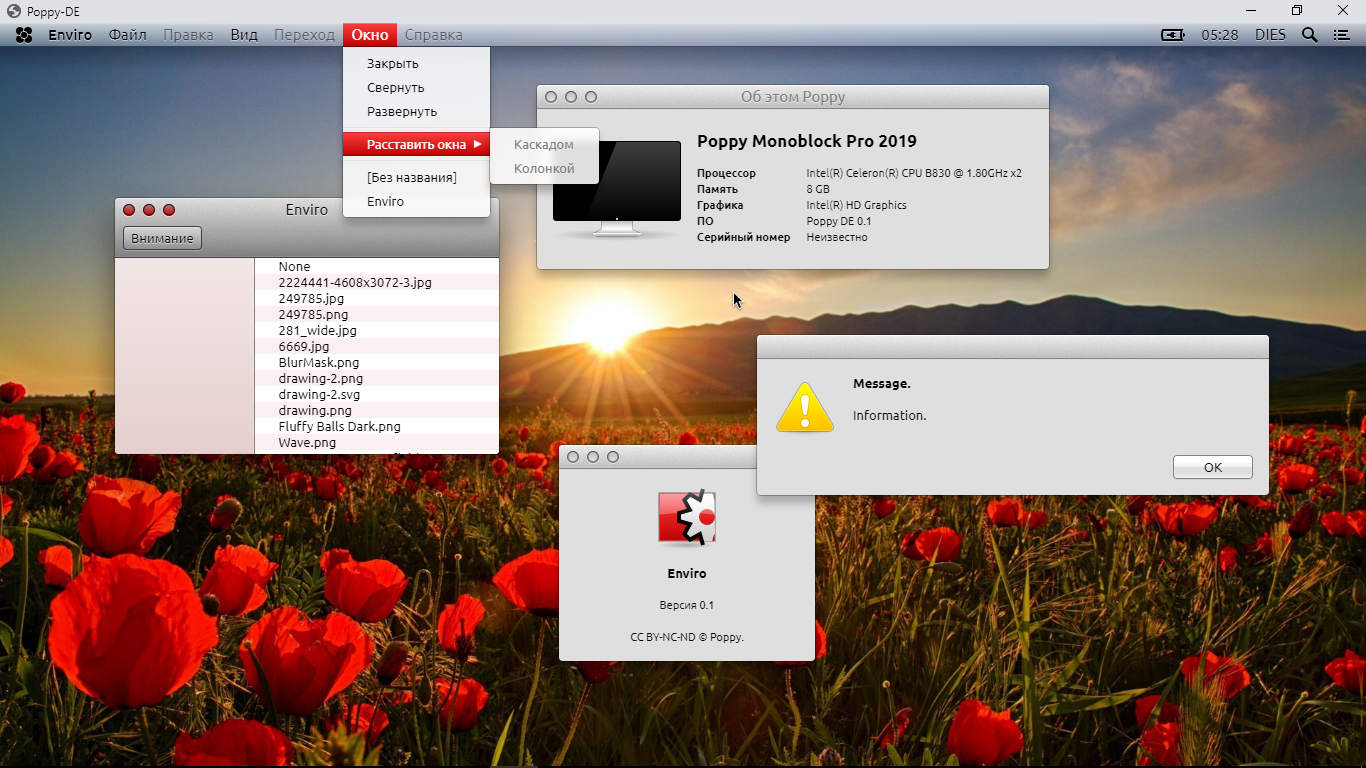 Poppy-DE
Enviro Файл Правка Вид Переход Окно Справка 05:28 DIES
Закрыть
Свернуть
Развернуть
Расставить окна
[Без названия]
Enviro
Каскадом
Колонкой
Об этом Poppy
Poppy Monoblock Pro 2019
Процессор Intel(R) Celeron(R) CPU B830 @ 1.80GHz x2
Память 8 GB
Графика Intel(R) HD Graphics
ПО Poppy DE 0.1
Серийный номер Неизвестно
Enviro
Внимание
None
2224441-4608x3072-3.jpg
249785.jpg
249785.png
281_wide.jpg
6669.jpg
BlurMask.png
drawing-2.png
drawing-2.svg
drawing.png
Fluffy Balls Dark.png
Wave.png
Message.
Information.
OK
Enviro
Версия 0.1
CC BY-NC-ND © Poppy.